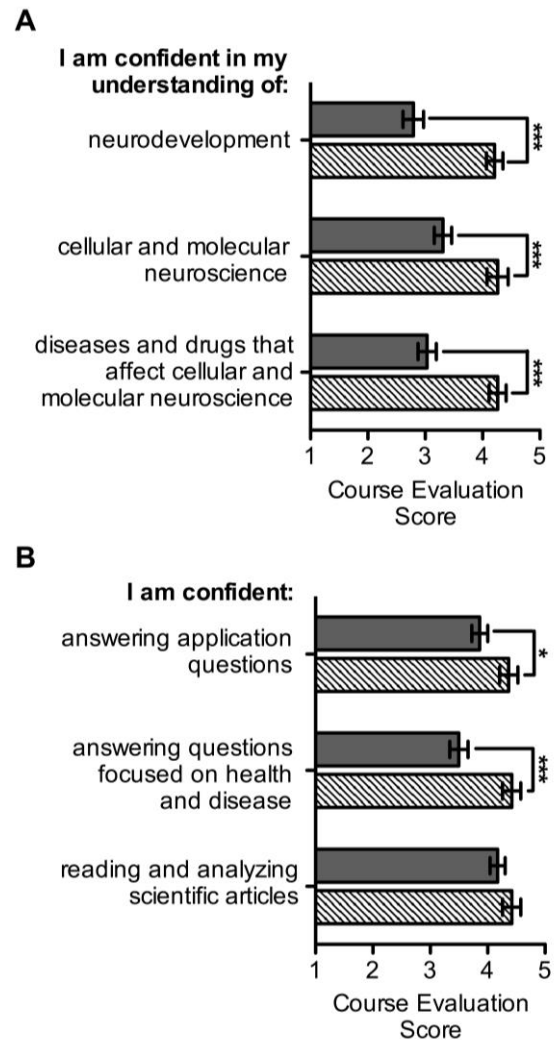 A
I am confident in my
understanding of:
neurodevelopment
***
cellular and molecular
neuroscience
***
diseases and drugs that
affect cellular and
molecular neuroscience
***
1 2 3 4 5
Course Evaluation
Score
B
I am confident:
answering application
questions
*
answering questions
focused on health
and disease
***
reading and analyzing
scientific articles
1 2 3 4 5
Course Evaluation
Score